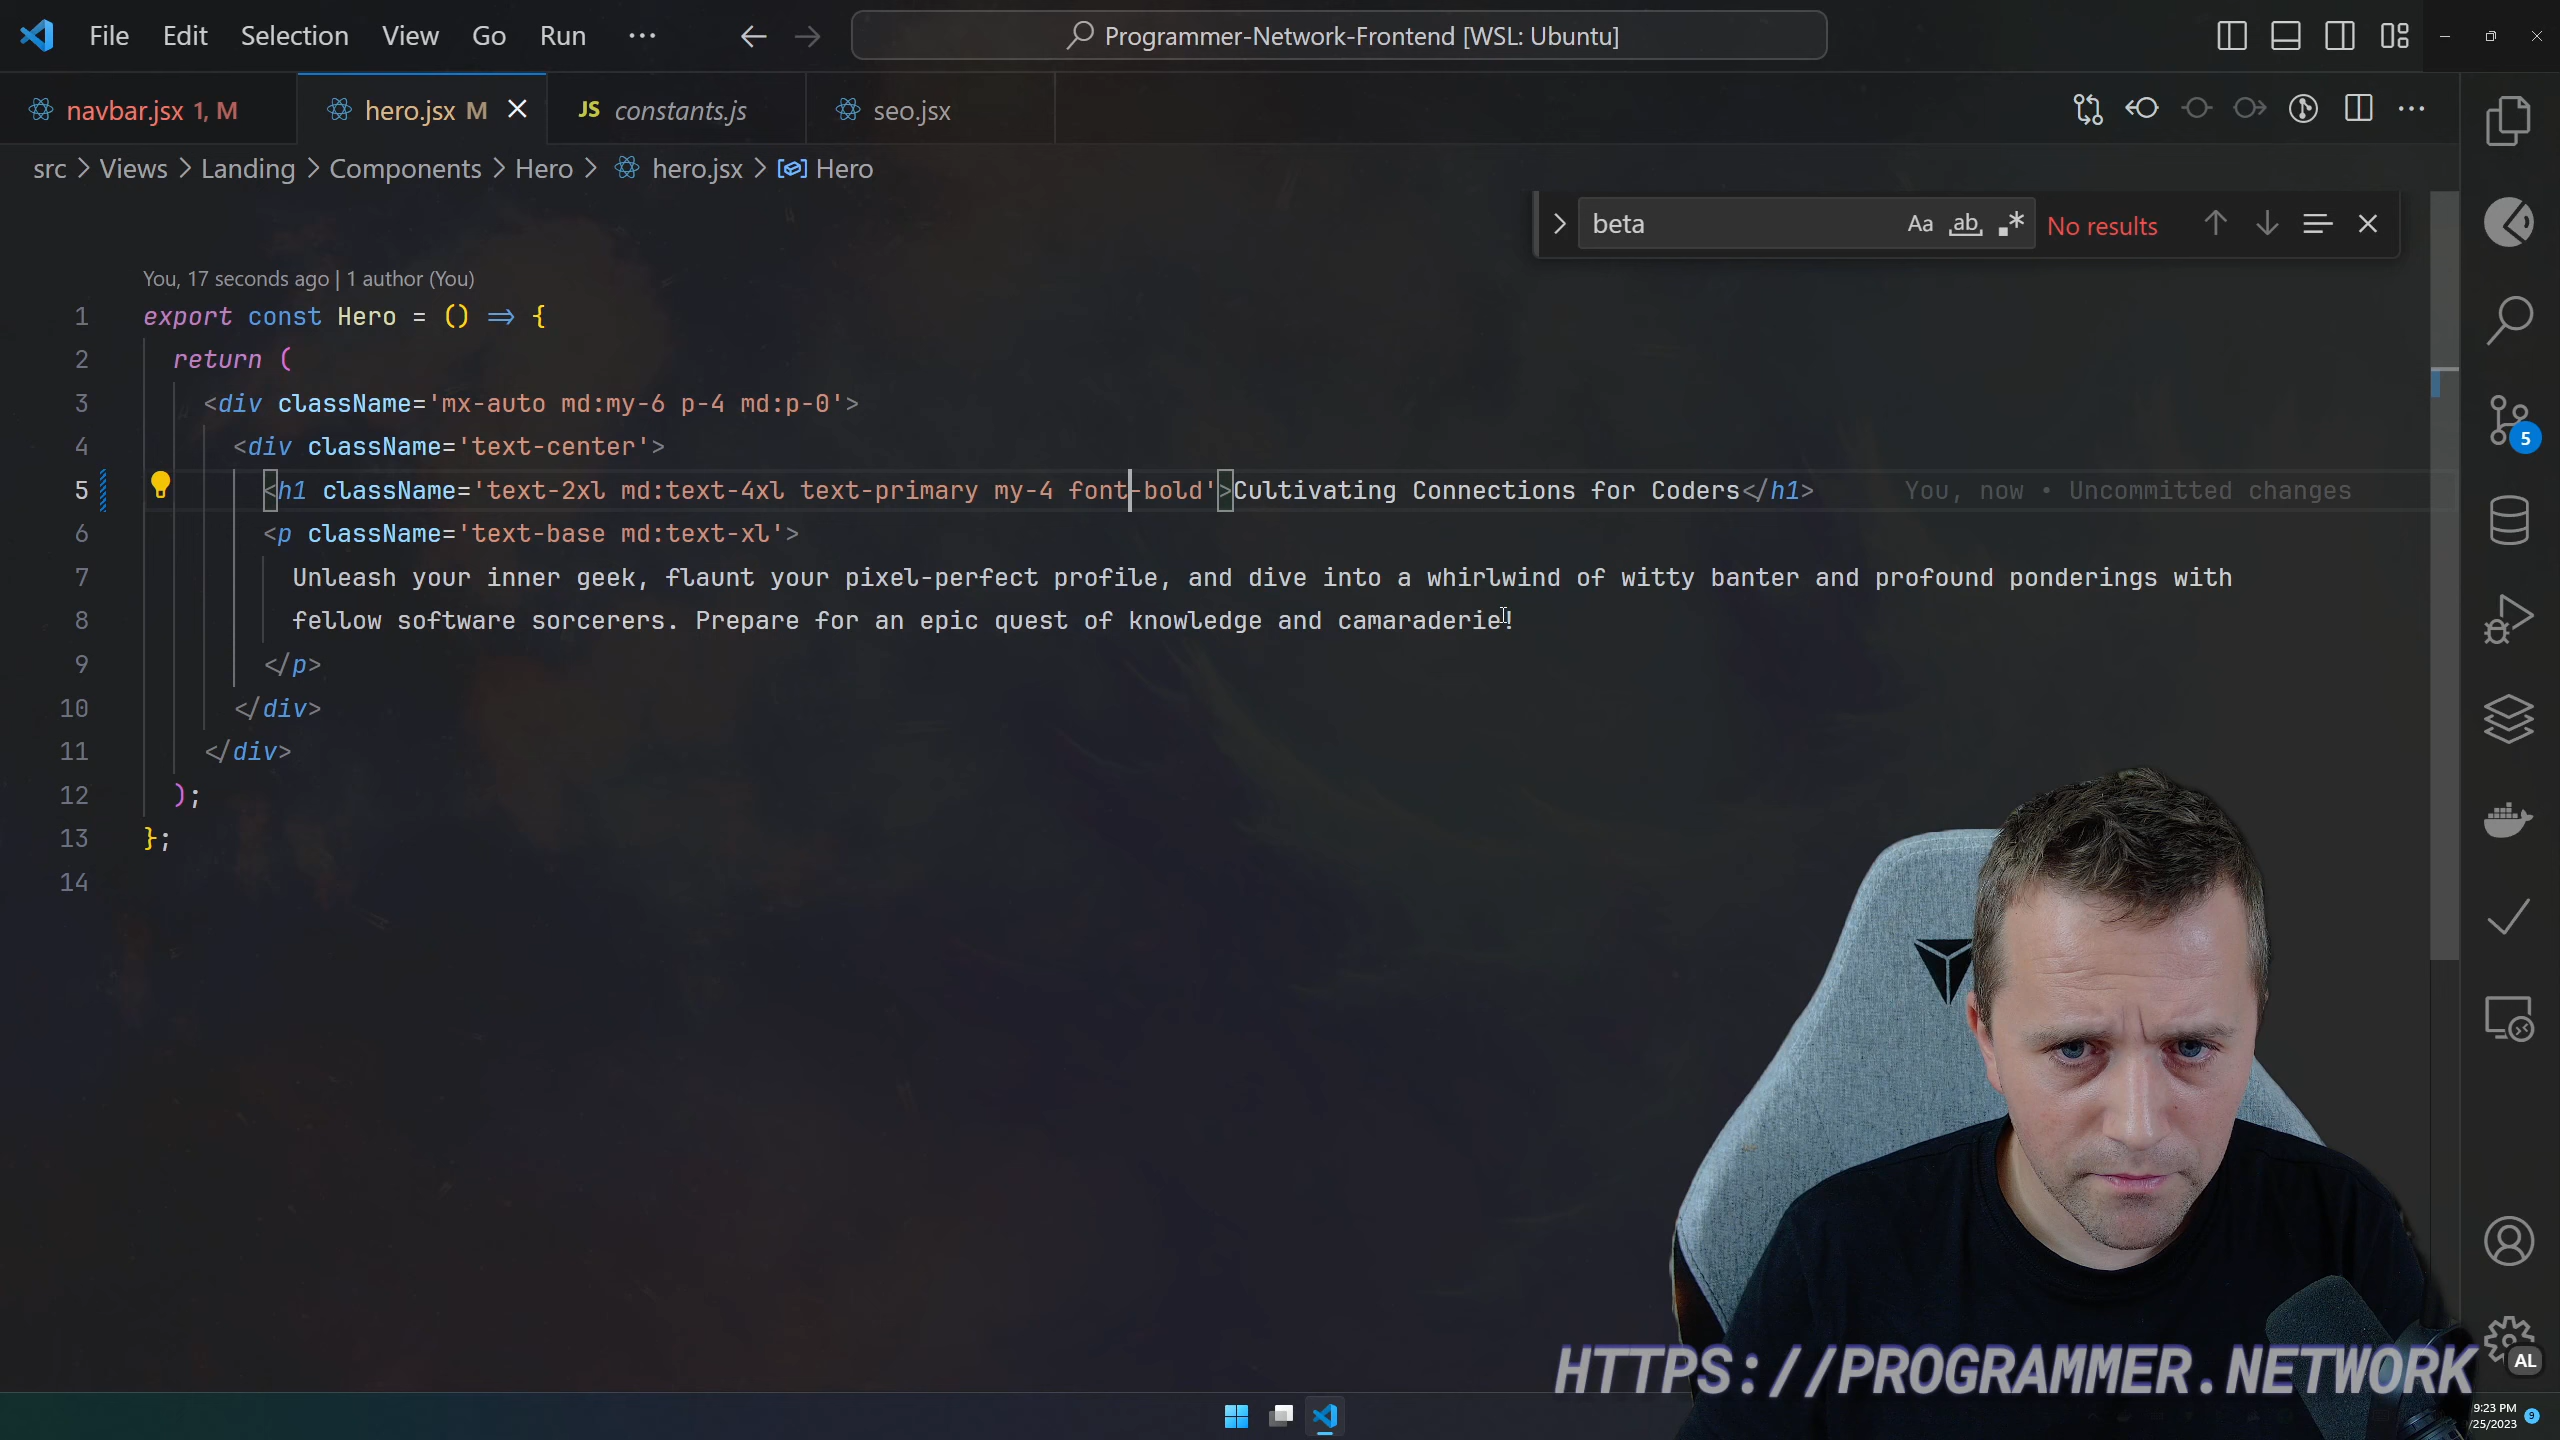 File Edit Selection View Go Run ··· Programmer-Network-Frontend [WSL: Ubuntu]
navbar.jsx 1, M hero.jsx M JS constants.js seo.jsx
src > Views > Landing > Components > Hero > hero.jsx > Hero
beta Aa ab .* No results
You, 17 seconds ago | 1 author (You)
1 export const Hero = () => {
2 return (
3 <div className='mx-auto md:my-6 p-4 md:p-0'>
4 <div className='text-center'>
5 <h1 className='text-2xl md:text-4xl text-primary my-4 font-bold'>Cultivating Connections for Coders</h1> You, now • Uncommitted changes
6 <p className='text-base md:text-xl'>
7 Unleash your inner geek, flaunt your pixel-perfect profile, and dive into a whirlwind of witty banter and profound ponderings with
8 fellow software sorcerers. Prepare for an epic quest of knowledge and camaraderie!
9 </p>
10 </div>
11 </div>
12 );
13 };
14
5
HTTPS://PROGRAMMER.NETWORK
AL
9:23 PM
/25/2023
9